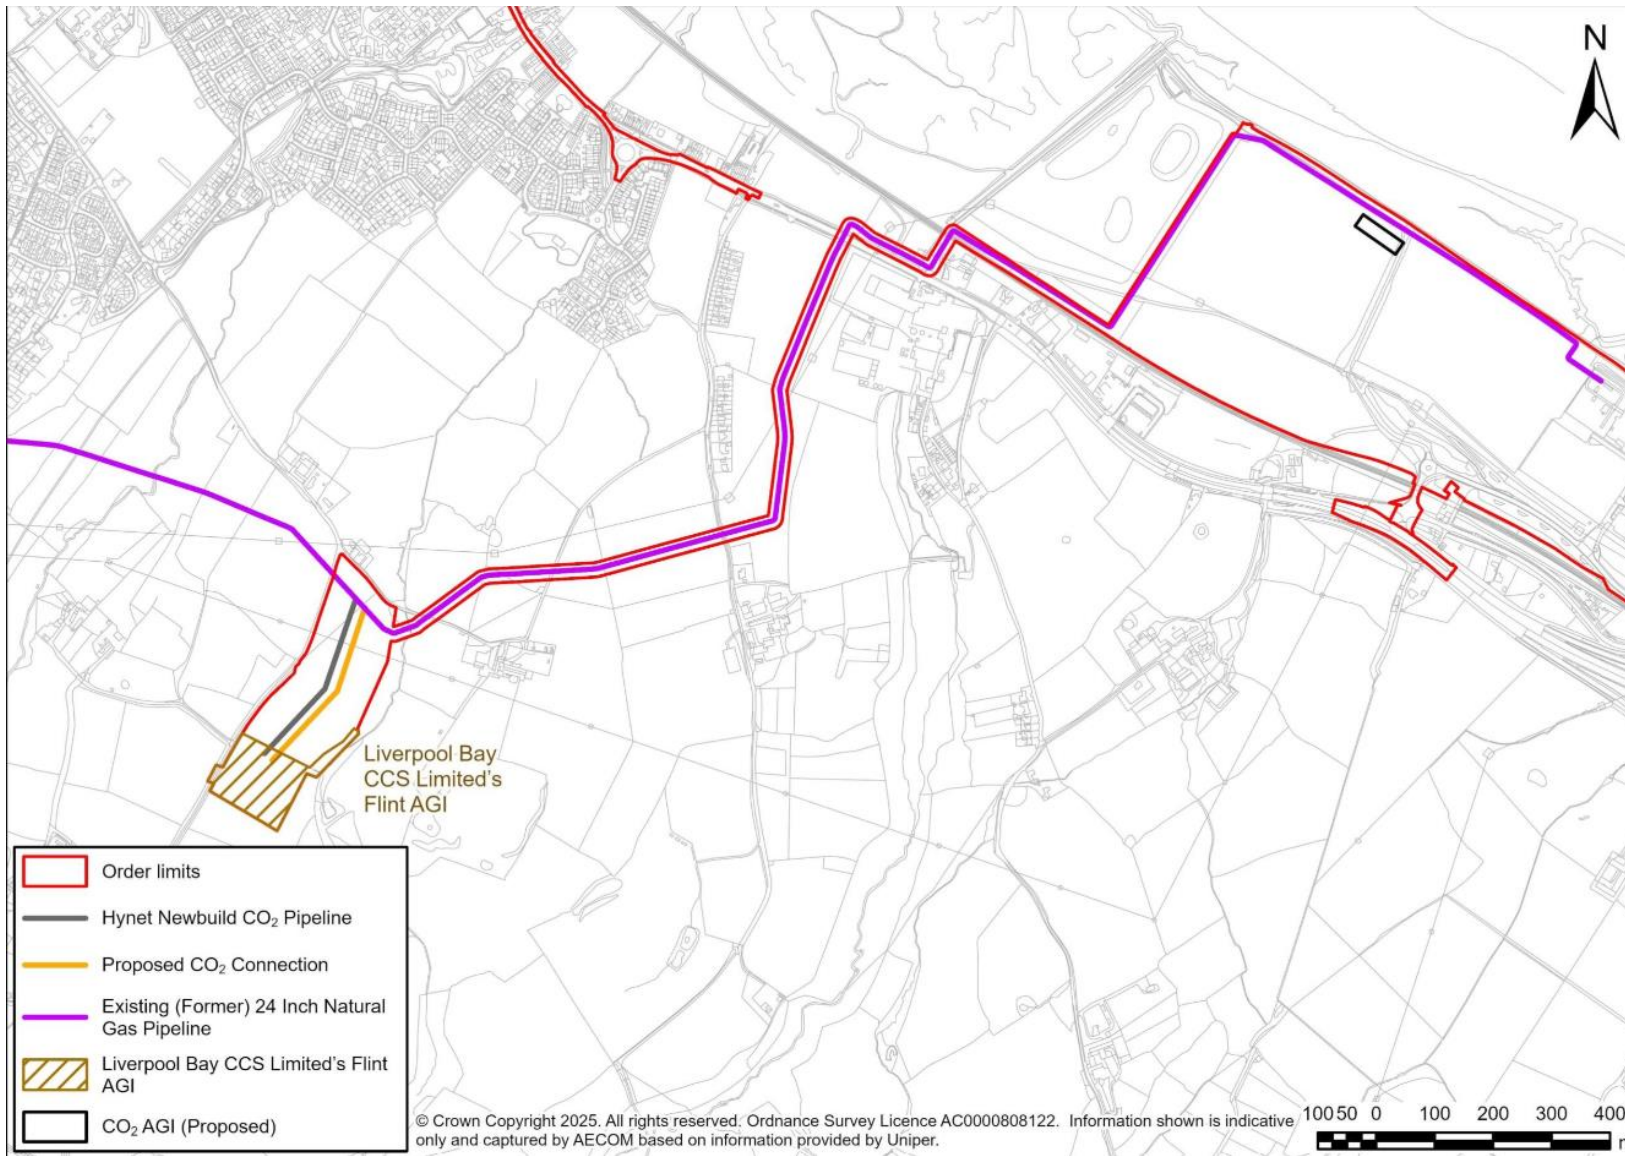 N
Liverpool Bay
CCS Limited's
Flint AGI
Order limits
Hynet Newbuild CO₂ Pipeline
Proposed CO₂ Connection
Existing (Former) 24 Inch Natural
Gas Pipeline
Liverpool Bay CCS Limited's Flint
AGI
CO₂ AGI (Proposed)
© Crown Copyright 2025. All rights reserved. Ordnance Survey Licence AC0000808122. Information shown is indicative
only and captured by AECOM based on information provided by Uniper.
100 50 0 100 200 300 400